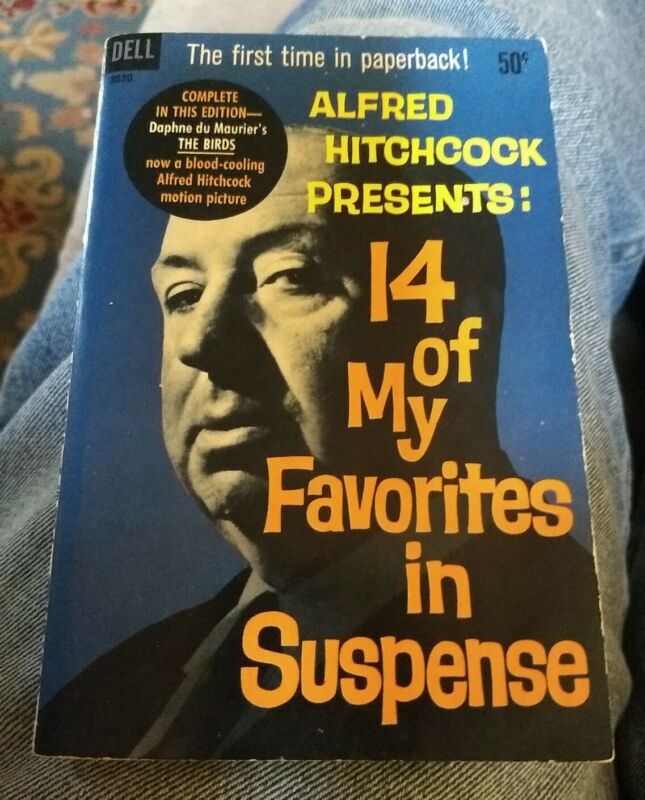 DELL
The first time in paperback!
50¢
COMPLETE
IN THIS EDITION—
Daphne du Maurier's
THE BIRDS
now a blood-cooling
Alfred Hitchcock
motion picture
ALFRED
HITCHCOCK
PRESENTS:
14
of
My
Favorites
in
Suspense